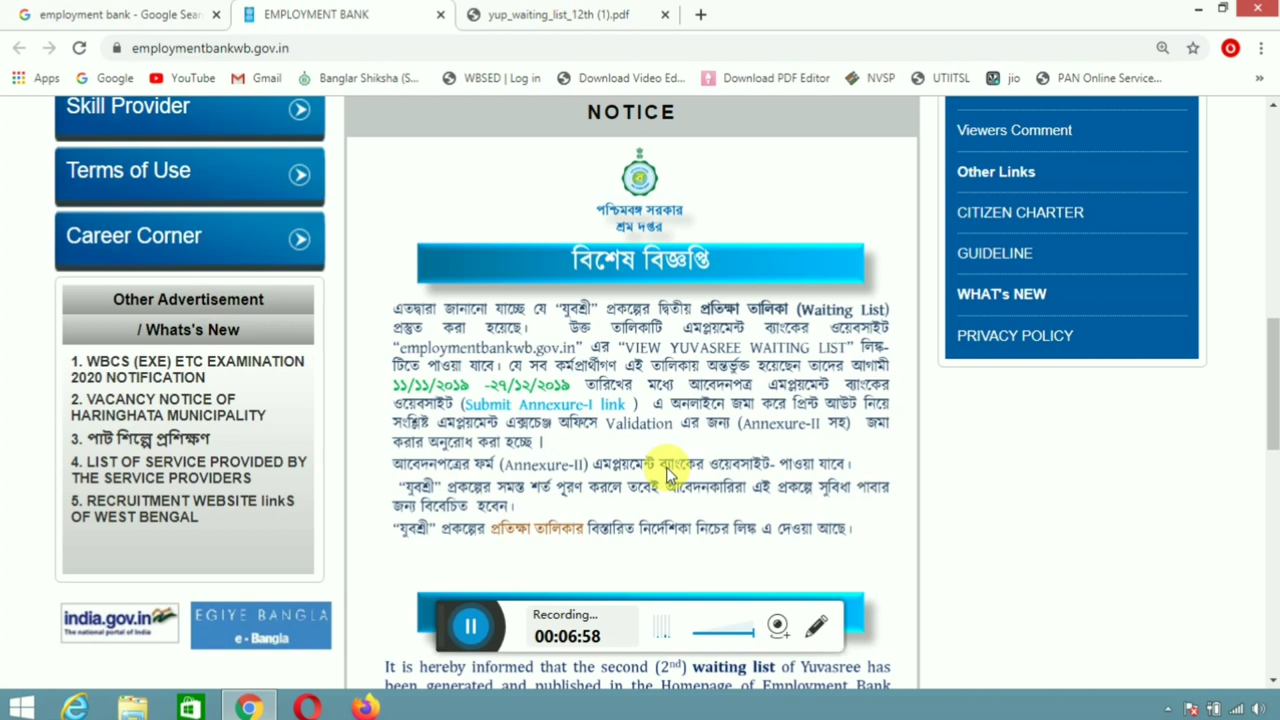 employment bank - Google Sear
EMPLOYMENT BANK
yup_waiting_list_12th (1).pdf
employmentbankwb.gov.in
Apps
Google
YouTube
Gmail
Banglar Shiksha (S...
WBSED | Log in
Download Video Ed...
Download PDF Editor
NVSP
UTIITSL
jio
PAN Online Service...
»
Skill Provider
Terms of Use
Career Corner
Other Advertisement
/ Whats's New
1. WBCS (EXE) ETC EXAMINATION
2020 NOTIFICATION
2. VACANCY NOTICE OF
HARINGHATA MUNICIPALITY
3. পাট শিল্পে প্রশিক্ষণ
4. LIST OF SERVICE PROVIDED BY
THE SERVICE PROVIDERS
5. RECRUITMENT WEBSITE linkS
OF WEST BENGAL
india.gov.in
The national portal of India
EGIYE BANGLA
e - Bangla
NOTICE
পশ্চিমবঙ্গ সরকার
শ্রম দপ্তর
বিশেষ বিজ্ঞপ্তি
এতদ্বারা জানানো যাচ্ছে যে “যুবশ্রী” প্রকল্পের দ্বিতীয় প্রতিক্ষা তালিকা (Waiting List)
প্রস্তুত করা হয়েছে। উক্ত তালিকাটি এমপ্লয়মেন্ট ব্যাংকের ওয়েবসাইট
“employmentbankwb.gov.in” এর “VIEW YUVASREE WAITING LIST” লিঙ্ক-
টিতে পাওয়া যাবে। যে সব কর্মপ্রার্থীগণ এই তালিকায় অন্তর্ভুক্ত হয়েছেন তাদের আগামী
১১/১১/২০১৯ -২৭/১২/২০১৯ তারিখের মধ্যে আবেদনপত্র এমপ্লয়মেন্ট ব্যাংকের
ওয়েবসাইট (Submit Annexure-I link ) এ অনলাইনে জমা করে প্রিন্ট আউট নিয়ে
সংশ্লিষ্ট এমপ্লয়মেন্ট এক্সচেঞ্জ অফিসে Validation এর জন্য (Annexure-II সহ) জমা
করার অনুরোধ করা হচ্ছে |
আবেদনপত্রের ফর্ম (Annexure-II) এমপ্লয়মেন্ট ব্যাংকের ওয়েবসাইট- পাওয়া যাবে।
“যুবশ্রী” প্রকল্পের সমস্ত শর্ত পূরণ করলে তবেই আবেদনকারিরা এই প্রকল্পে সুবিধা পাবার
জন্য বিবেচিত হবেন।
“যুবশ্রী” প্রকল্পের প্রতিক্ষা তালিকার বিস্তারিত নির্দেশিকা নিচের লিঙ্ক এ দেওয়া আছে।
Recording...
00:06:58
It is hereby informed that the second (2nd) waiting list of Yuvasree has
been generated and published in the Homepage of Employment Bank
Viewers Comment
Other Links
CITIZEN CHARTER
GUIDELINE
WHAT's NEW
PRIVACY POLICY